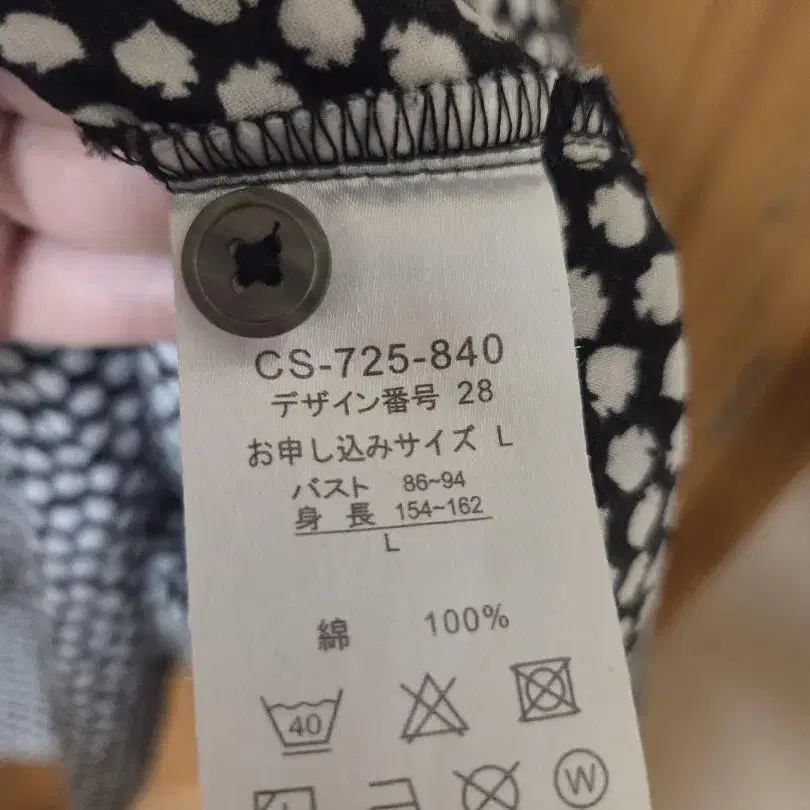 CS-725-840
デザイン番号 28
お申し込みサイズ L
バスト 86~94
身 長 154~162
L
綿 100%
40
W